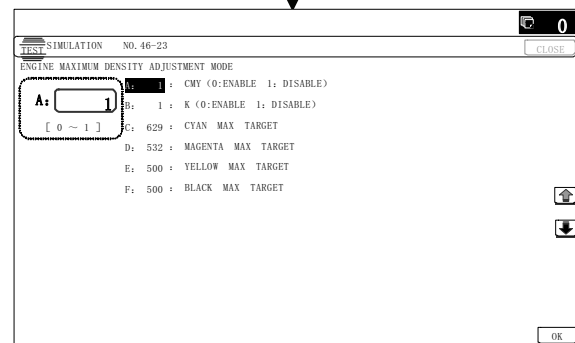 0
TEST SIMULATION NO. 46-23
CLOSE
ENGINE MAXIMUM DENSITY ADJUSTMENT MODE
A: 1
[ 0 ~ 1 ]
A: 1 : CMY (0:ENABLE 1: DISABLE)
B: 1 : K (0:ENABLE 1: DISABLE)
C: 629 : CYAN MAX TARGET
D: 532 : MAGENTA MAX TARGET
E: 500 : YELLOW MAX TARGET
F: 500 : BLACK MAX TARGET
OK